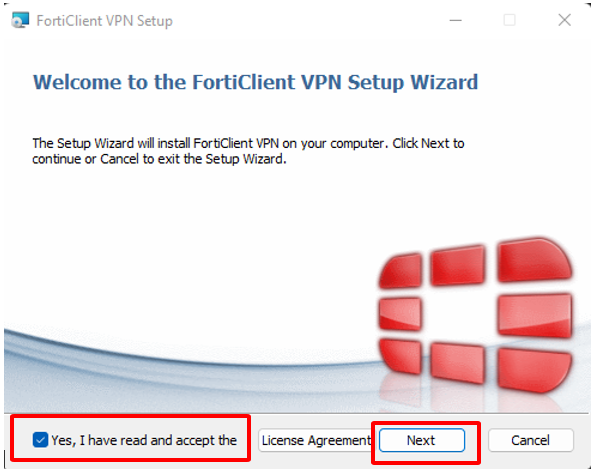 FortiClient VPN Setup
Welcome to the FortiClient VPN Setup Wizard
The Setup Wizard will install FortiClient VPN on your computer. Click Next to
continue or Cancel to exit the Setup Wizard.
Yes, I have read and accept the License Agreement Next Cancel